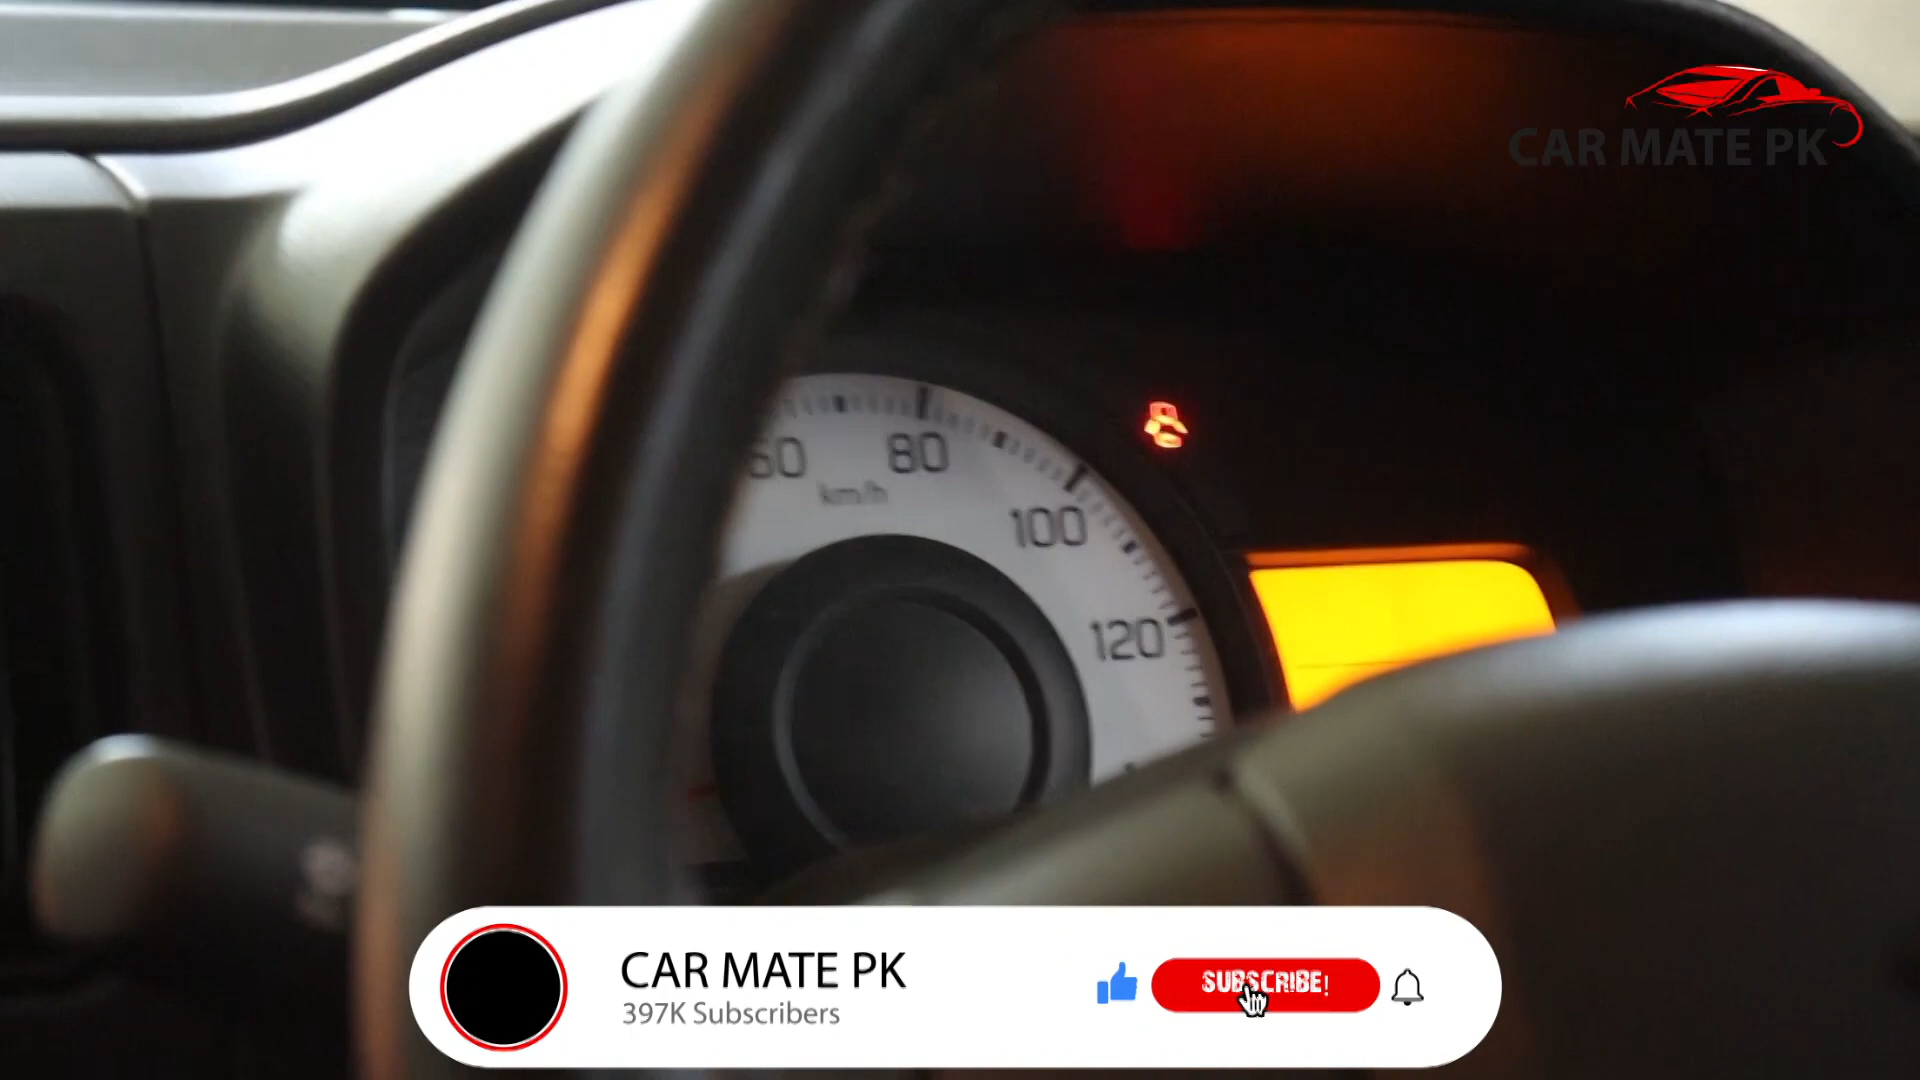 CAR MATE PK
60 80
km/h
100
120
CAR MATE PK
397K Subscribers
SUBSCRIBE!